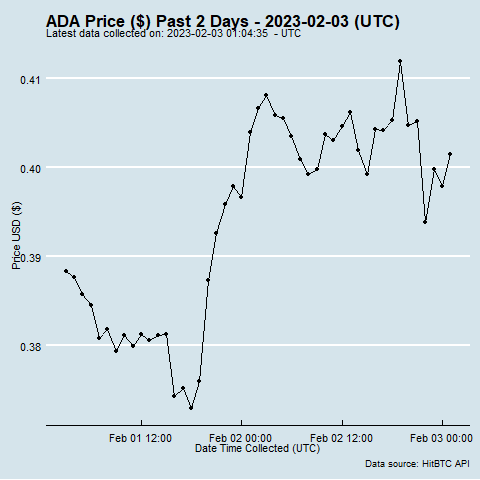 ADA Price ($) Past 2 Days - 2023-02-03 (UTC)
Latest data collected on: 2023-02-03 01:04:35 - UTC
0.41
0.40
0.39
0.38
Price USD ($)
Feb 01 12:00 Feb 02 00:00 Feb 02 12:00 Feb 03 00:00
Date Time Collected (UTC)
Data source: HitBTC API